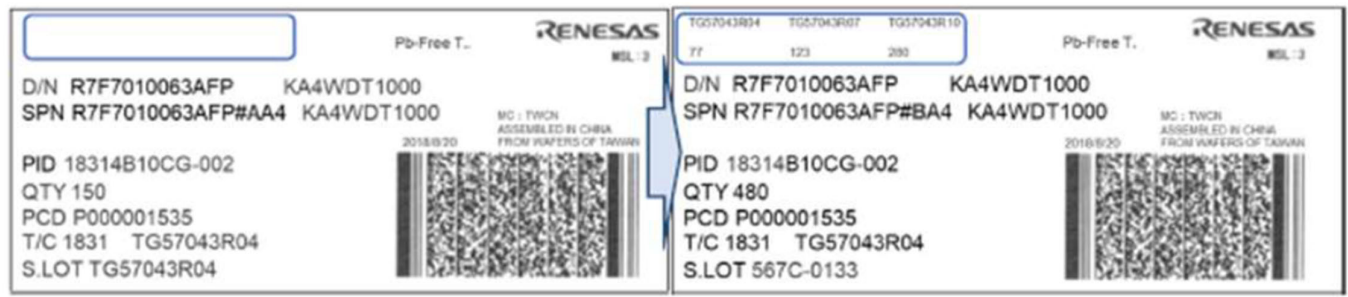 Pb-Free T..
RENESAS
MSL : 3
D/N R7F7010063AFP KA4WDT1000
SPN R7F7010063AFP#AA4 KA4WDT1000
MC : TWCN
ASSEMBLED IN CHINA
2018/8/20 FROM WAFERS OF TAIWAN
PID 18314B10CG-002
QTY 150
PCD P000001535
T/C 1831 TG57043R04
S.LOT TG57043R04
TG57043R04 TG57043R07 TG57043R10
77 123 280
Pb-Free T.
RENESAS
MSL : 3
D/N R7F7010063AFP KA4WDT1000
SPN R7F7010063AFP#BA4 KA4WDT1000
MC : TWCN
ASSEMBLED IN CHINA
2018/8/20 FROM WAFERS OF TAIWAN
PID 18314B10CG-002
QTY 480
PCD P000001535
T/C 1831 TG57043R04
S.LOT 567C-0133